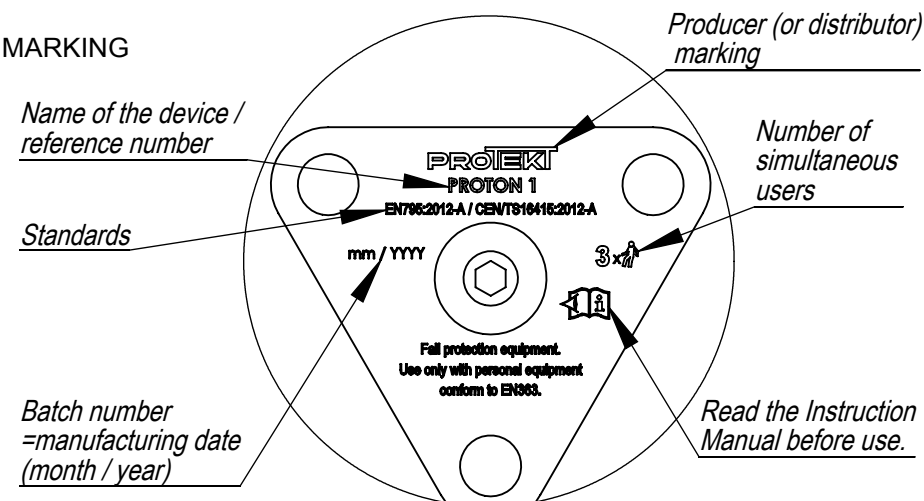 MARKING
Producer (or distributor)
marking
Name of the device /
reference number
Number of
simultaneous
users
Standards
PROTEKT
PROTON 1
EN795:2012-A / CEN/TS16415:2012-A
mm / YYYY
3x
i
Fall protection equipment.
Use only with personal equipment
conform to EN363.
Batch number
=manufacturing date
(month / year)
Read the Instruction
Manual before use.